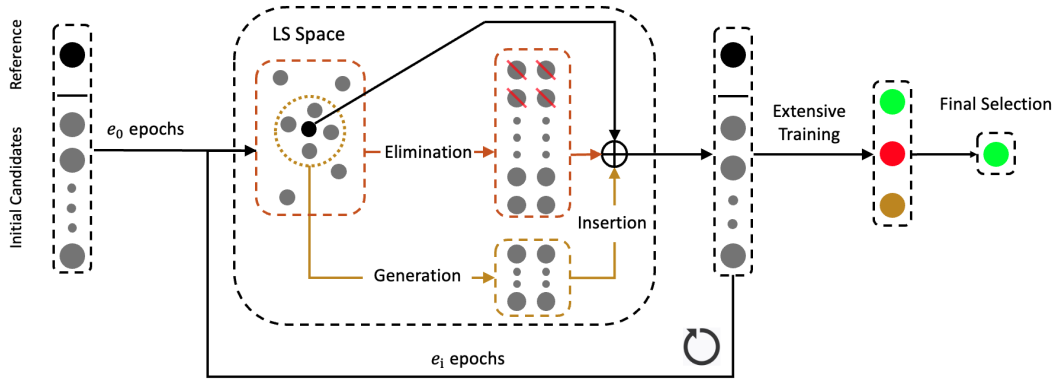 Reference
Initial Candidates
e₀ epochs
LS Space
Elimination
Generation
Insertion
Extensive
Training
Final Selection
eᵢ epochs